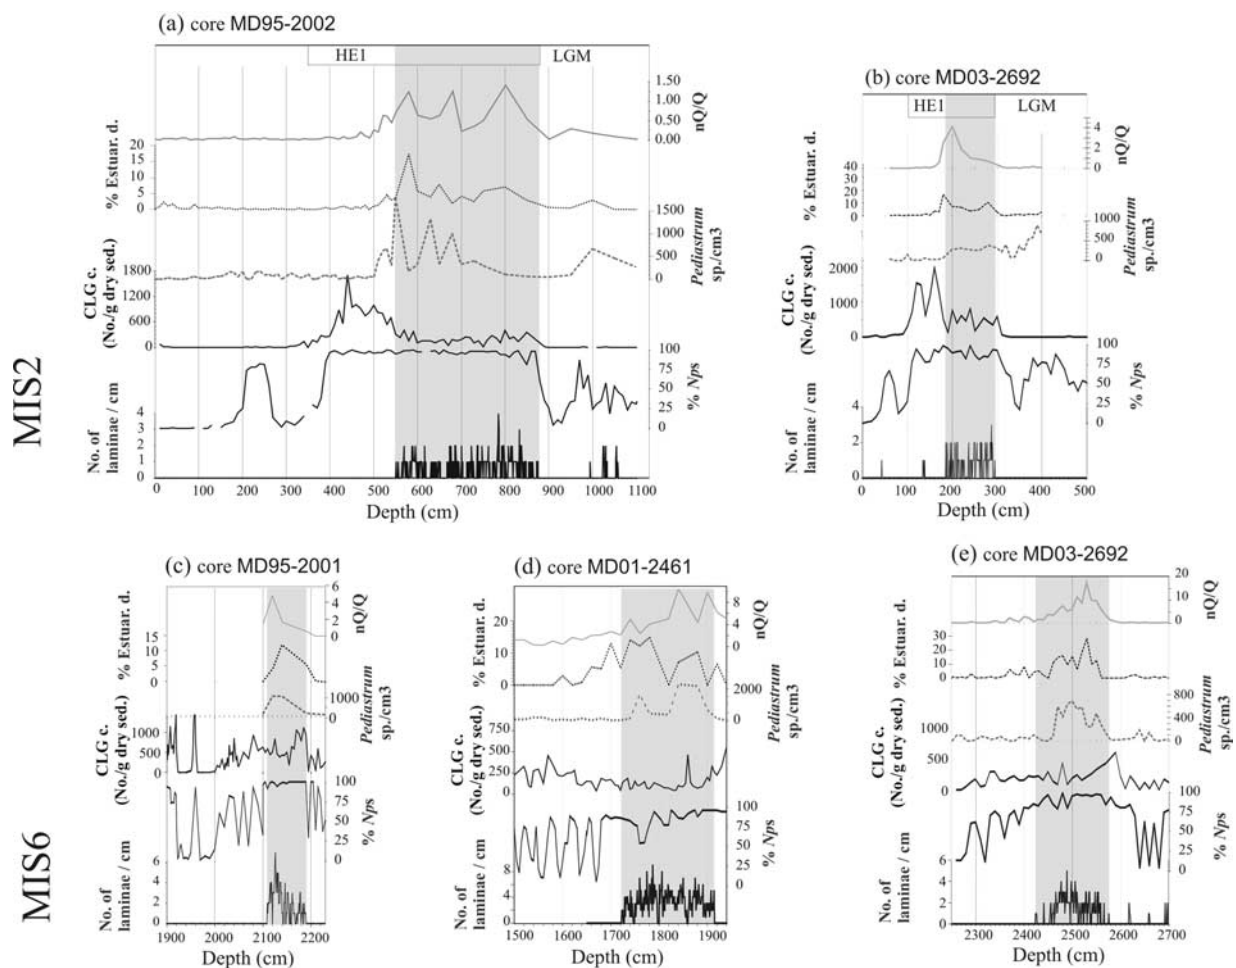 (a) core MD95-2002
HE1
LGM
1.50
1.25
1.00
0.75
0.50
0.25
0.00
nQ/Q
% Estuar. d.
20
15
10
5
0
1500
1000
500
0
Pediastrum
sp./cm3
CLG c.
(No./g dry sed.)
1800
1200
600
0
100
75
50
25
0
% Nps
No. of
laminae / cm
4
3
2
1
0
0 100 200 300 400 500 600 700 800 900 1000 1100
Depth (cm)
MIS2
(b) core MD03-2692
HE1
LGM
4
2
0
nQ/Q
% Estuar. d.
40
30
20
10
0
1000
500
0
Pediastrum
sp./cm3
CLG c.
(No./g dry sed.)
2000
1000
0
100
75
50
25
0
% Nps
No. of
laminae / cm
4
2
0
0 100 200 300 400 500
Depth (cm)
(c) core MD95-2001
6
4
2
0
nQ/Q
% Estuar. d.
15
10
5
0
1000
0
Pediastrum
sp./cm3
CLG c.
(No./g dry sed.)
1000
500
0
100
75
50
25
0
% Nps
No. of
laminae / cm
6
4
2
0
1900 2000 2100 2200
Depth (cm)
MIS6
(d) core MD01-2461
8
4
0
nQ/Q
% Estuar. d.
20
10
0
2000
0
Pediastrum
sp./cm3
CLG c.
(No./g dry sed.)
750
500
250
0
100
75
50
25
0
% Nps
No. of
laminae / cm
8
4
0
1500 1600 1700 1800 1900
Depth (cm)
(e) core MD03-2692
20
10
0
nQ/Q
% Estuar. d.
30
20
10
0
800
400
0
Pediastrum
sp./cm3
CLG c.
(No./g dry sed.)
1000
500
0
100
75
50
25
0
% Nps
No. of
laminae / cm
6
4
2
0
2300 2400 2500 2600 2700
Depth (cm)